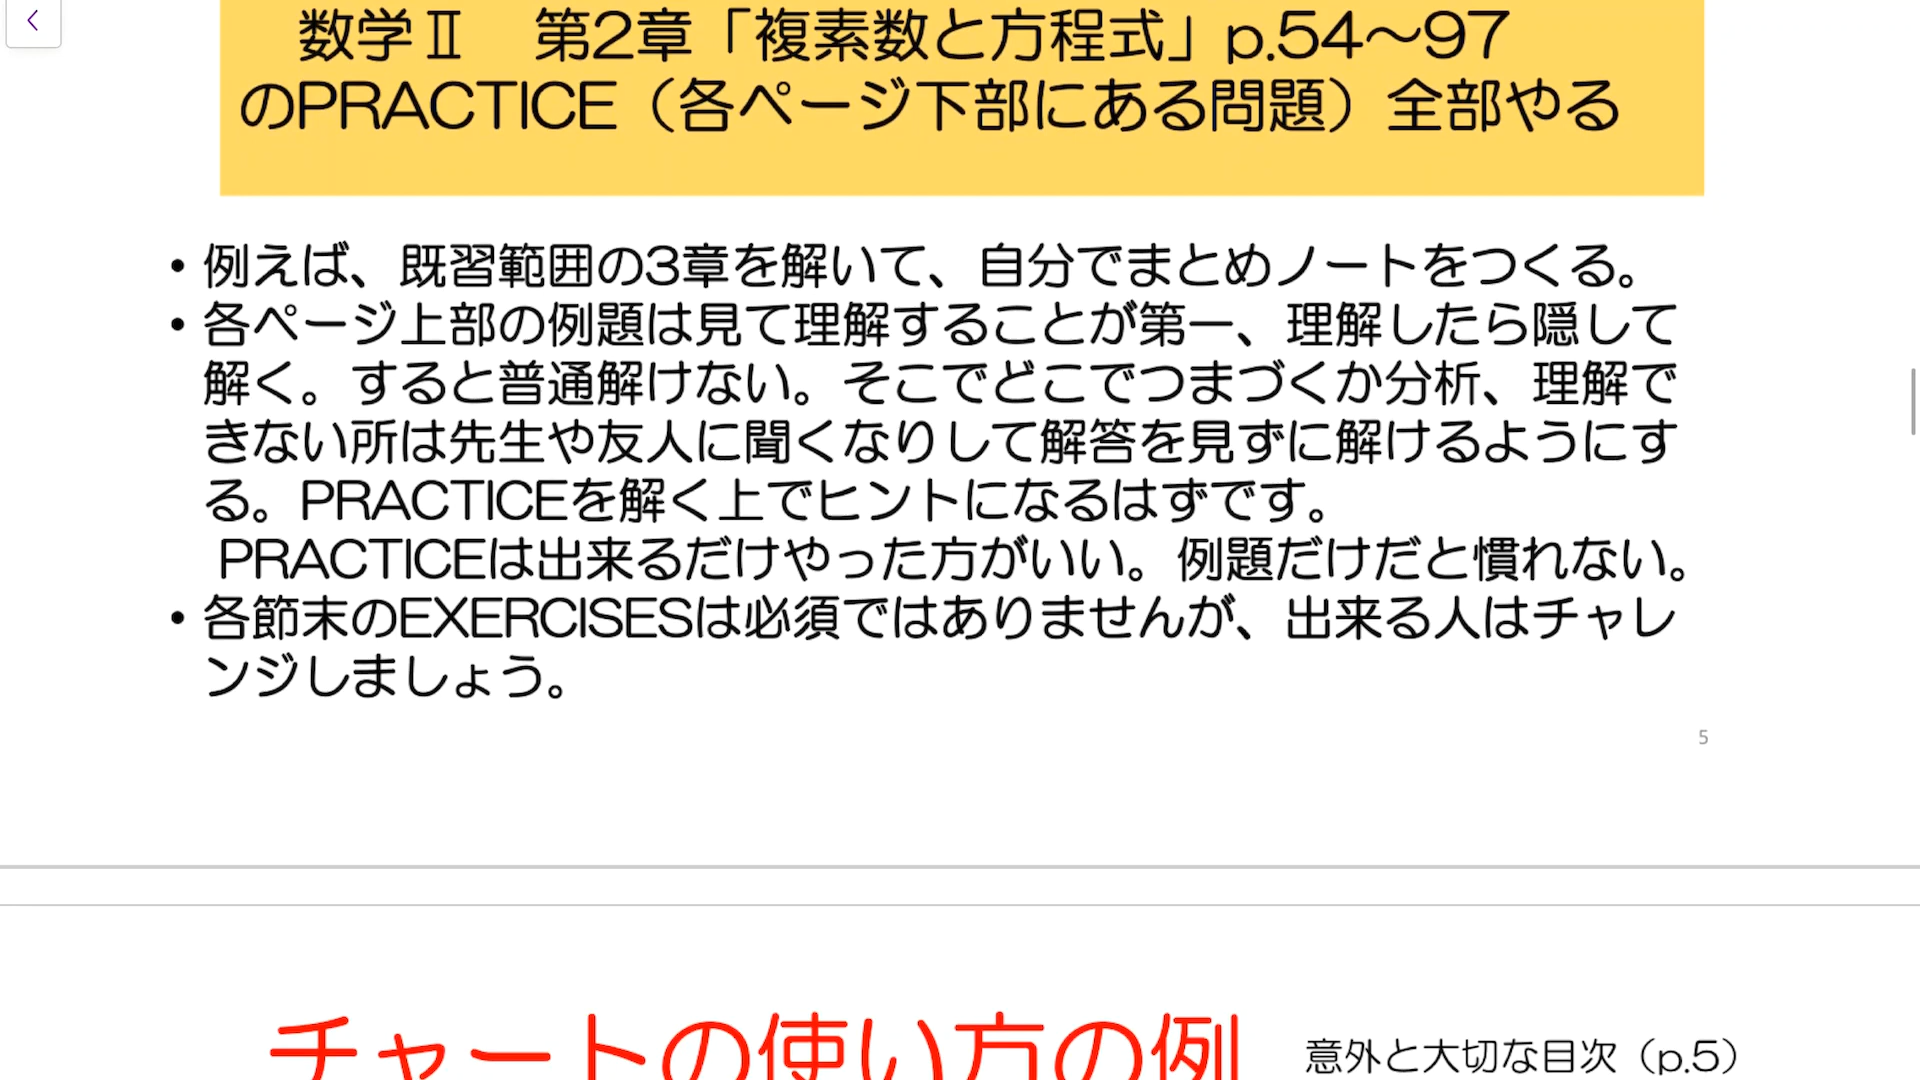 数学Ⅱ　第2章「複素数と方程式」p.54～97
のPRACTICE（各ページ下部にある問題）全部やる
• 例えば、既習範囲の3章を解いて、自分でまとめノートをつくる。
• 各ページ上部の例題は見て理解することが第一、理解したら隠して
解く。すると普通解けない。そこでどこでつまづくか分析、理解で
きない所は先生や友人に聞くなりして解答を見ずに解けるようにす
る。PRACTICEを解く上でヒントになるはずです。
PRACTICEは出来るだけやった方がいい。例題だけだと慣れない。
• 各節末のEXERCISESは必須ではありませんが、出来る人はチャレ
ンジしましょう。
5
チャートの使い方の例
意外と大切な目次（p.5）